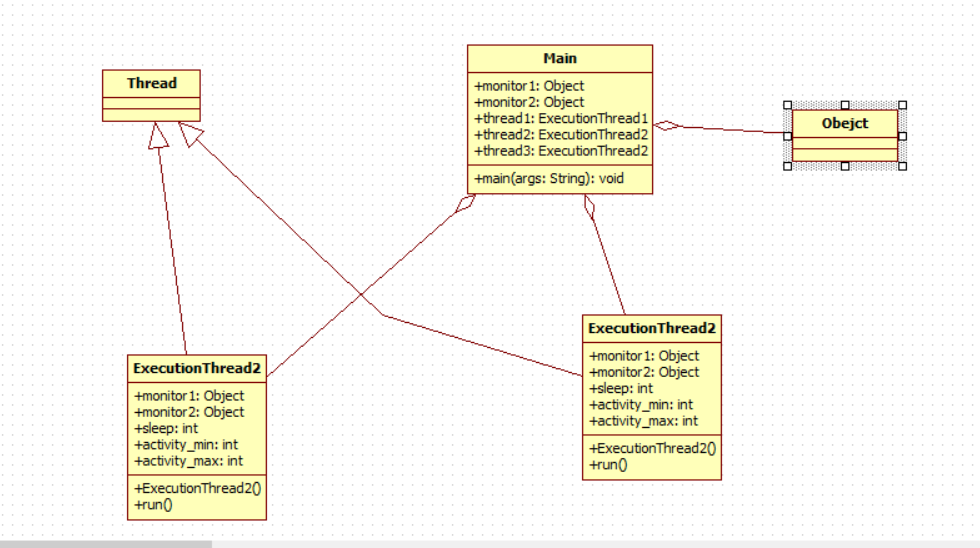 Thread
Main
+monitor1: Object
+monitor2: Object
+thread1: ExecutionThread1
+thread2: ExecutionThread2
+thread3: ExecutionThread2
+main(args: String): void
Obejct
ExecutionThread2
+monitor1: Object
+monitor2: Object
+sleep: int
+activity_min: int
+activity_max: int
+ExecutionThread2()
+run()
ExecutionThread2
+monitor1: Object
+monitor2: Object
+sleep: int
+activity_min: int
+activity_max: int
+ExecutionThread2()
+run()